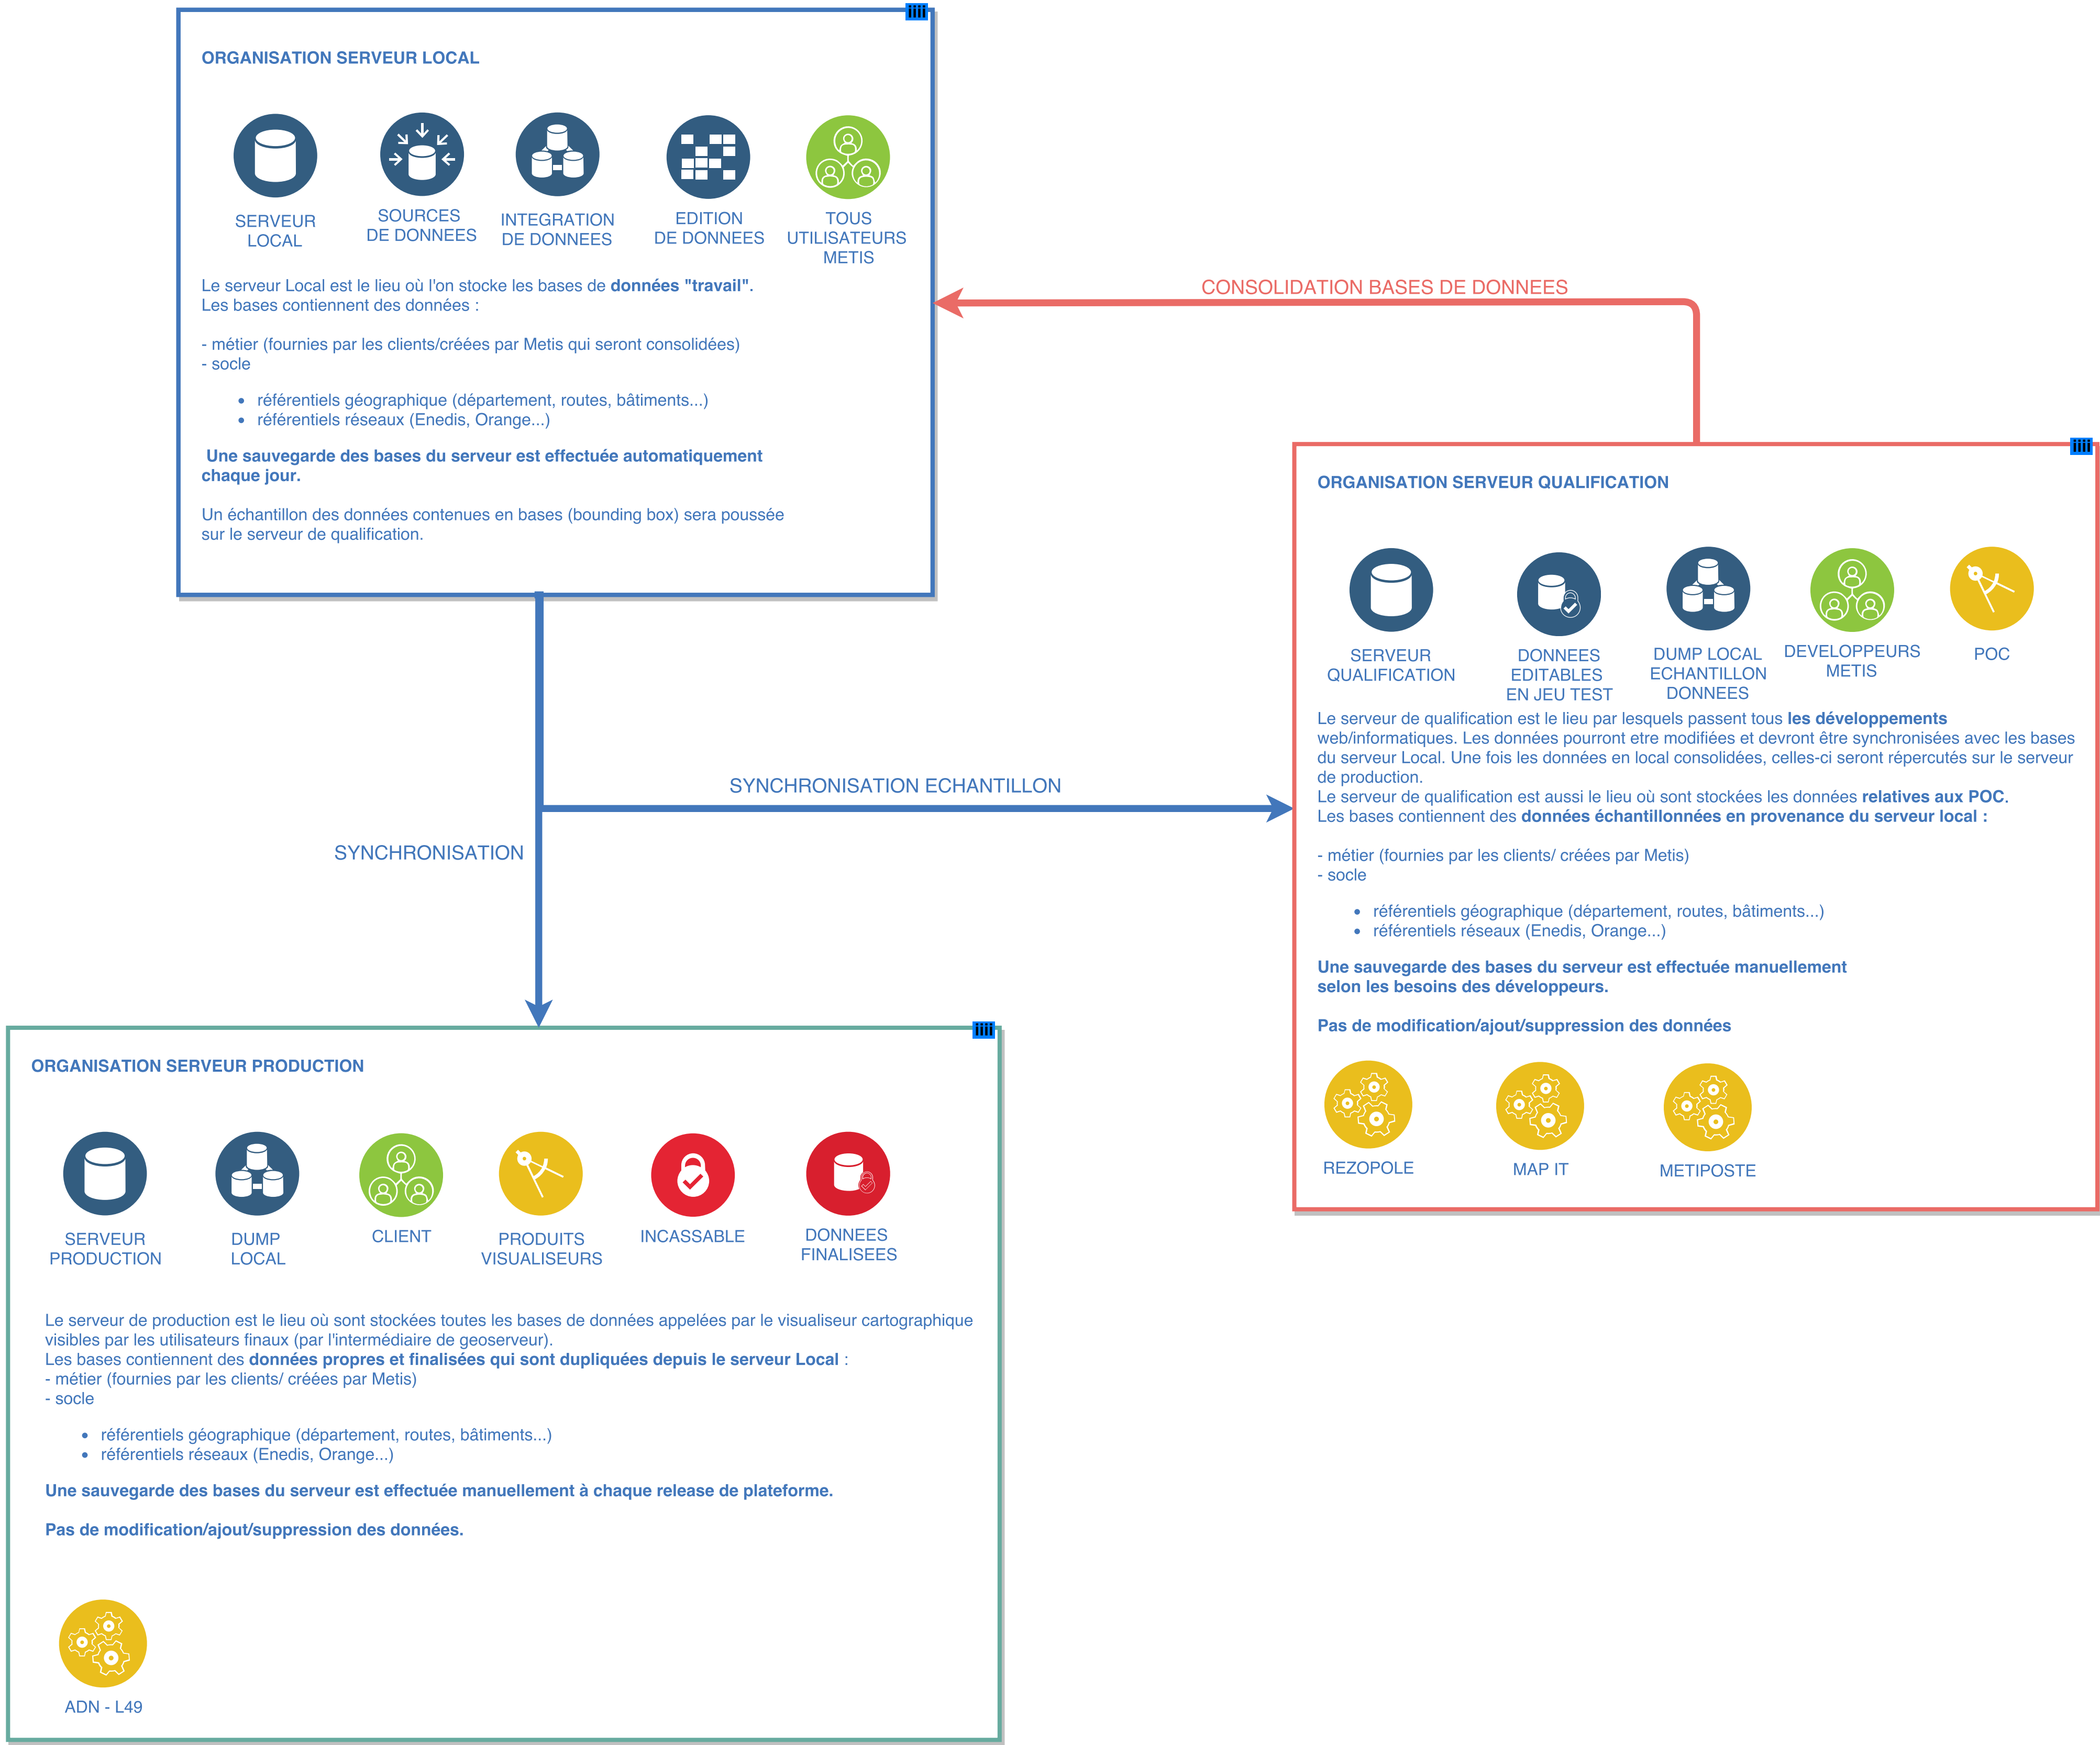 ORGANISATION SERVEUR LOCAL
SERVEUR
LOCAL
SOURCES
DE DONNEES
INTEGRATION
DE DONNEES
EDITION
DE DONNEES
TOUS
UTILISATEURS
METIS
Le serveur Local est le lieu où l'on stocke les bases de données "travail".
Les bases contiennent des données :
- métier (fournies par les clients/créées par Metis qui seront consolidées)
- socle
• référentiels géographique (département, routes, bâtiments...)
• référentiels réseaux (Enedis, Orange...)
Une sauvegarde des bases du serveur est effectuée automatiquement
chaque jour.
Un échantillon des données contenues en bases (bounding box) sera poussée
sur le serveur de qualification.
CONSOLIDATION BASES DE DONNEES
ORGANISATION SERVEUR QUALIFICATION
SERVEUR
QUALIFICATION
DONNEES
EDITABLES
EN JEU TEST
DUMP LOCAL
ECHANTILLON
DONNEES
DEVELOPPEURS
METIS
POC
Le serveur de qualification est le lieu par lesquels passent tous les développements
web/informatiques. Les données pourront etre modifiées et devront être synchronisées avec les bases
du serveur Local. Une fois les données en local consolidées, celles-ci seront répercutés sur le serveur
de production.
Le serveur de qualification est aussi le lieu où sont stockées les données relatives aux POC.
Les bases contiennent des données échantillonnées en provenance du serveur local :
- métier (fournies par les clients/ créées par Metis)
- socle
• référentiels géographique (département, routes, bâtiments...)
• référentiels réseaux (Enedis, Orange...)
Une sauvegarde des bases du serveur est effectuée manuellement
selon les besoins des développeurs.
Pas de modification/ajout/suppression des données
REZOPOLE
MAP IT
METIPOSTE
SYNCHRONISATION ECHANTILLON
SYNCHRONISATION
ORGANISATION SERVEUR PRODUCTION
SERVEUR
PRODUCTION
DUMP
LOCAL
CLIENT
PRODUITS
VISUALISEURS
INCASSABLE
DONNEES
FINALISEES
Le serveur de production est le lieu où sont stockées toutes les bases de données appelées par le visualiseur cartographique
visibles par les utilisateurs finaux (par l'intermédiaire de geoserveur).
Les bases contiennent des données propres et finalisées qui sont dupliquées depuis le serveur Local :
- métier (fournies par les clients/ créées par Metis)
- socle
• référentiels géographique (département, routes, bâtiments...)
• référentiels réseaux (Enedis, Orange...)
Une sauvegarde des bases du serveur est effectuée manuellement à chaque release de plateforme.
Pas de modification/ajout/suppression des données.
ADN - L49